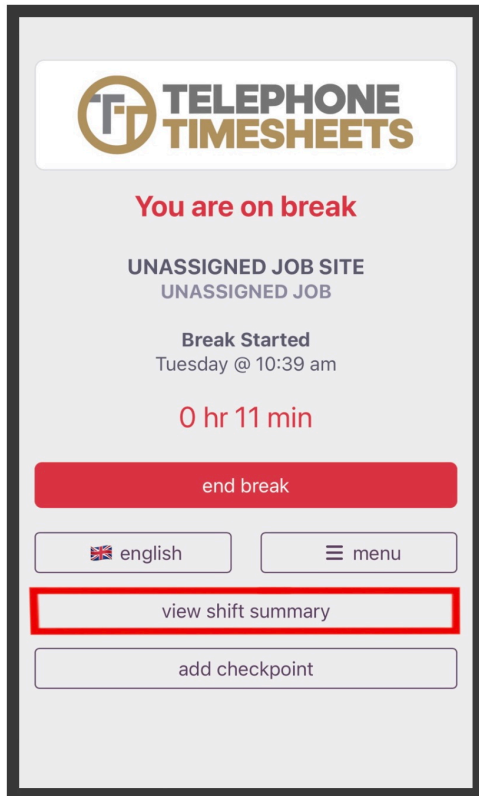 TELEPHONE
TIMESHEETS
You are on break
UNASSIGNED JOB SITE
UNASSIGNED JOB
Break Started
Tuesday @ 10:39 am
0 hr 11 min
end break
english
menu
view shift summary
add checkpoint